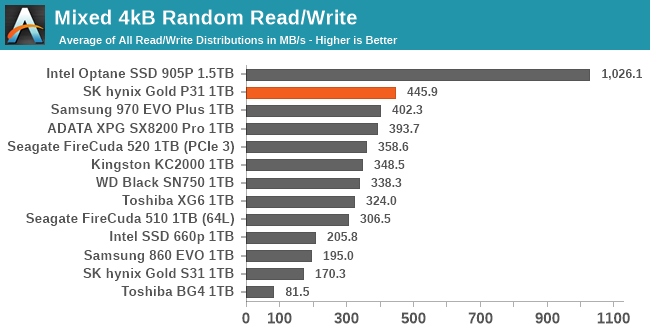 Mixed 4kB Random Read/Write
Average of All Read/Write Distributions in MB/s - Higher is Better
Intel Optane SSD 905P 1.5TB 1,026.1
SK hynix Gold P31 1TB 445.9
Samsung 970 EVO Plus 1TB 402.3
ADATA XPG SX8200 Pro 1TB 393.7
Seagate FireCuda 520 1TB (PCIe 3) 358.6
Kingston KC2000 1TB 348.5
WD Black SN750 1TB 338.3
Toshiba XG6 1TB 324.0
Seagate FireCuda 510 1TB (64L) 306.5
Intel SSD 660p 1TB 205.8
Samsung 860 EVO 1TB 195.0
SK hynix Gold S31 1TB 170.3
Toshiba BG4 1TB 81.5
0 100 300 500 700 900 1100